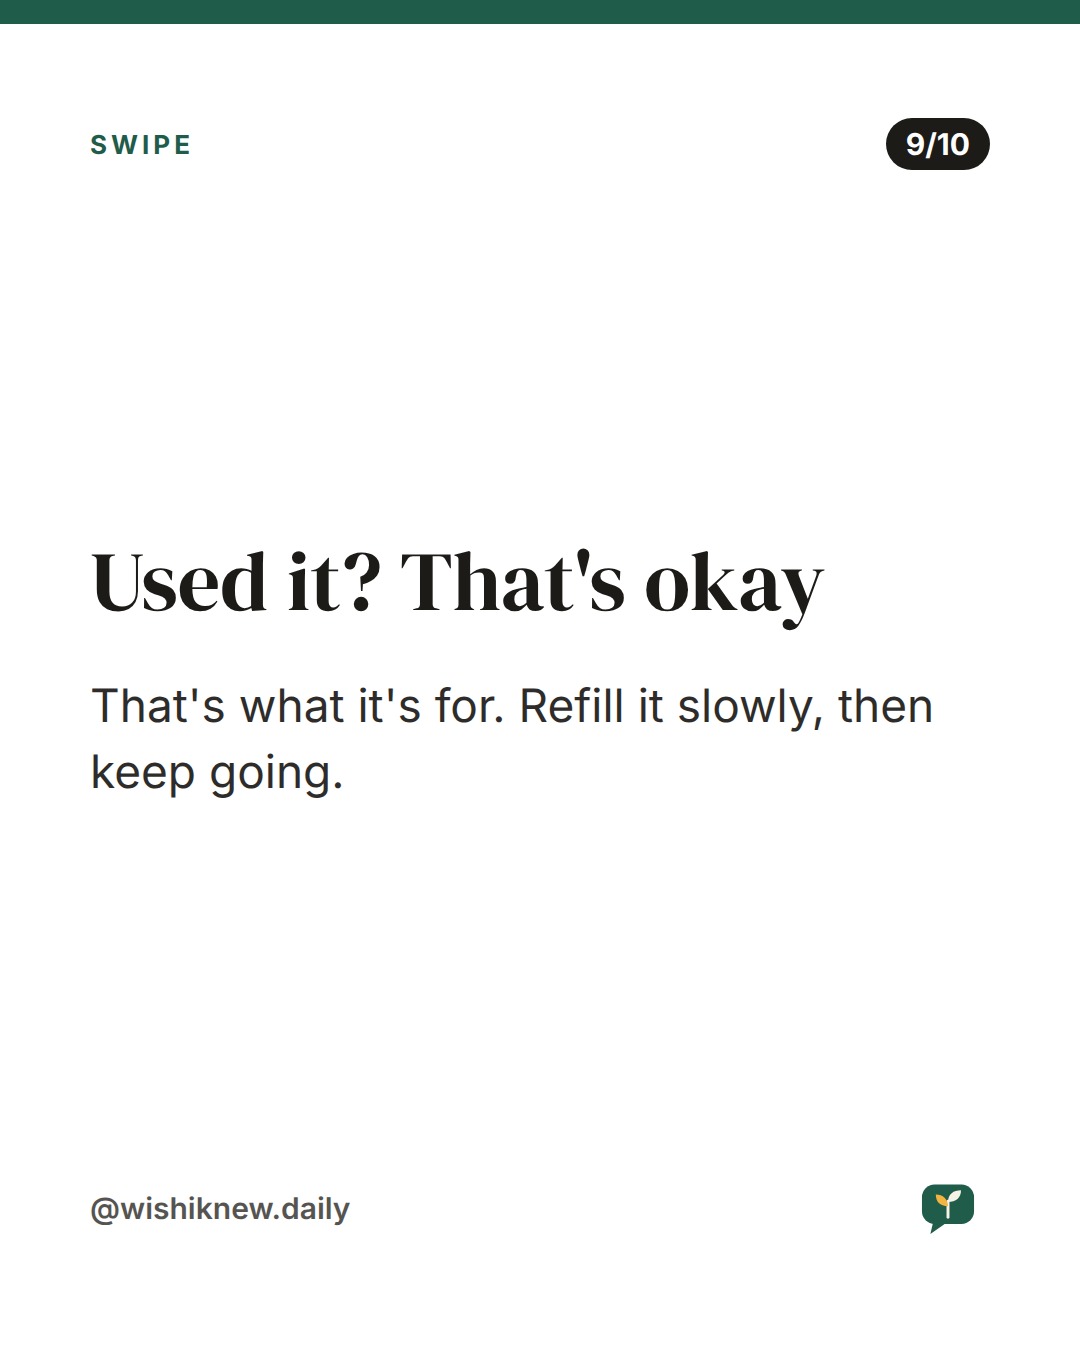 SWIPE
9/10
Used it? That's okay
That's what it's for. Refill it slowly, then
keep going.
@wishiknew.daily